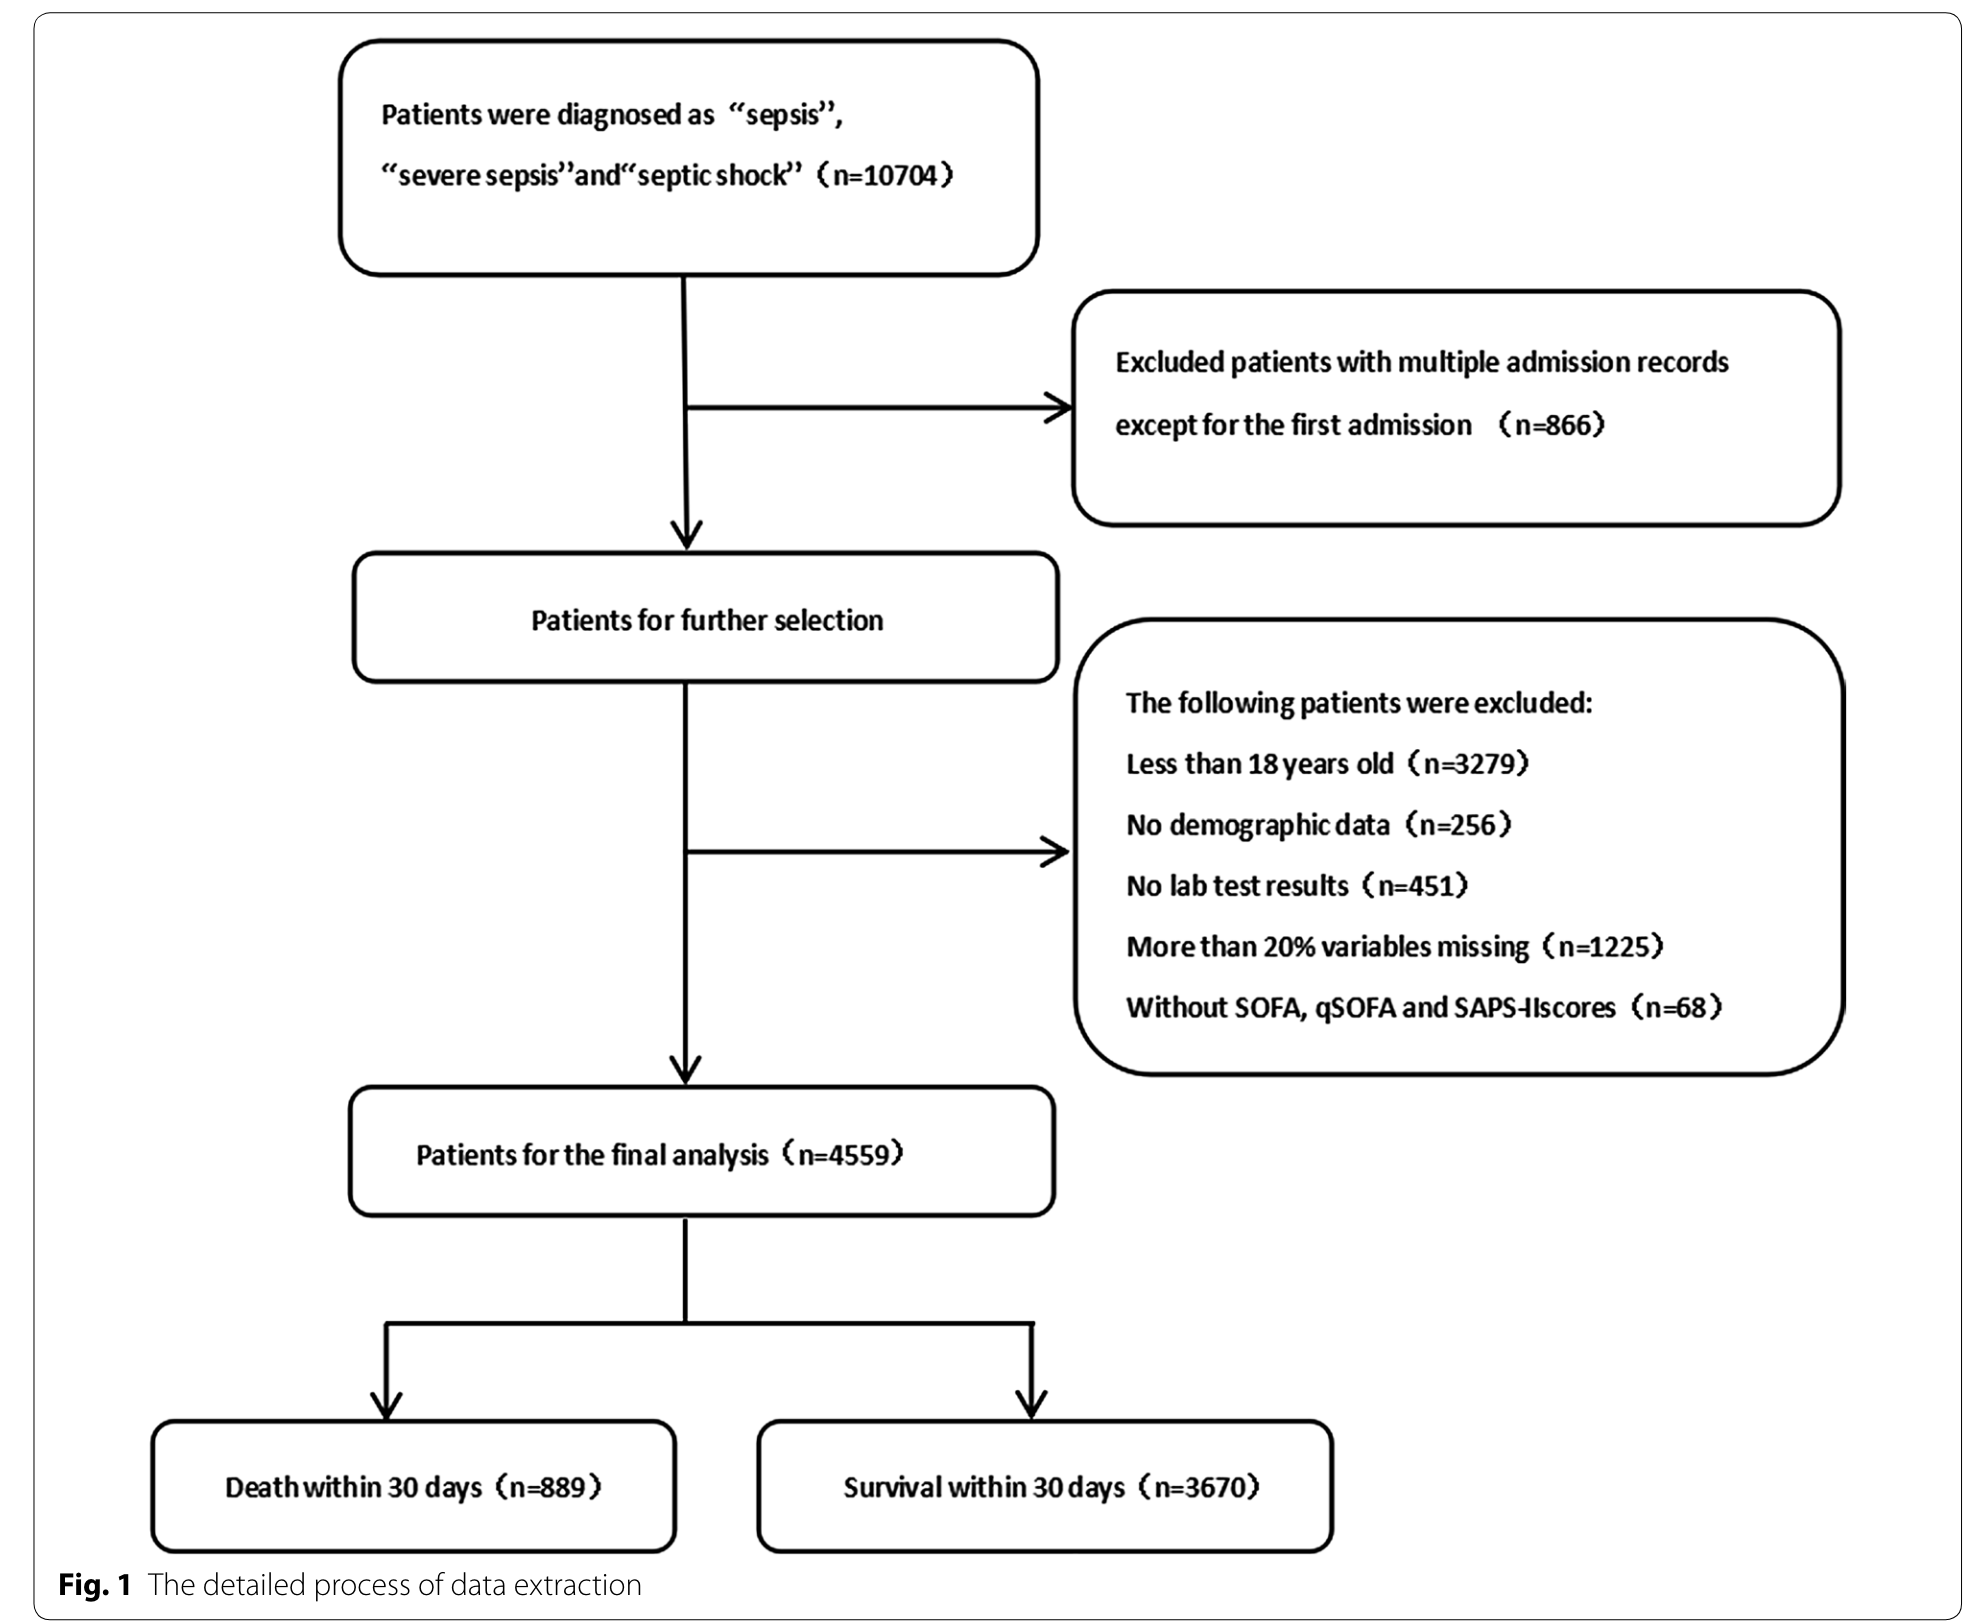 Patients were diagnosed as “sepsis”,
“severe sepsis”and“septic shock”（n=10704）
Excluded patients with multiple admission records
except for the first admission （n=866）
Patients for further selection
The following patients were excluded:
Less than 18 years old（n=3279）
No demographic data（n=256）
No lab test results（n=451）
More than 20% variables missing（n=1225）
Without SOFA, qSOFA and SAPS-IIscores（n=68）
Patients for the final analysis（n=4559）
Death within 30 days（n=889）
Survival within 30 days（n=3670）
Fig. 1 The detailed process of data extraction